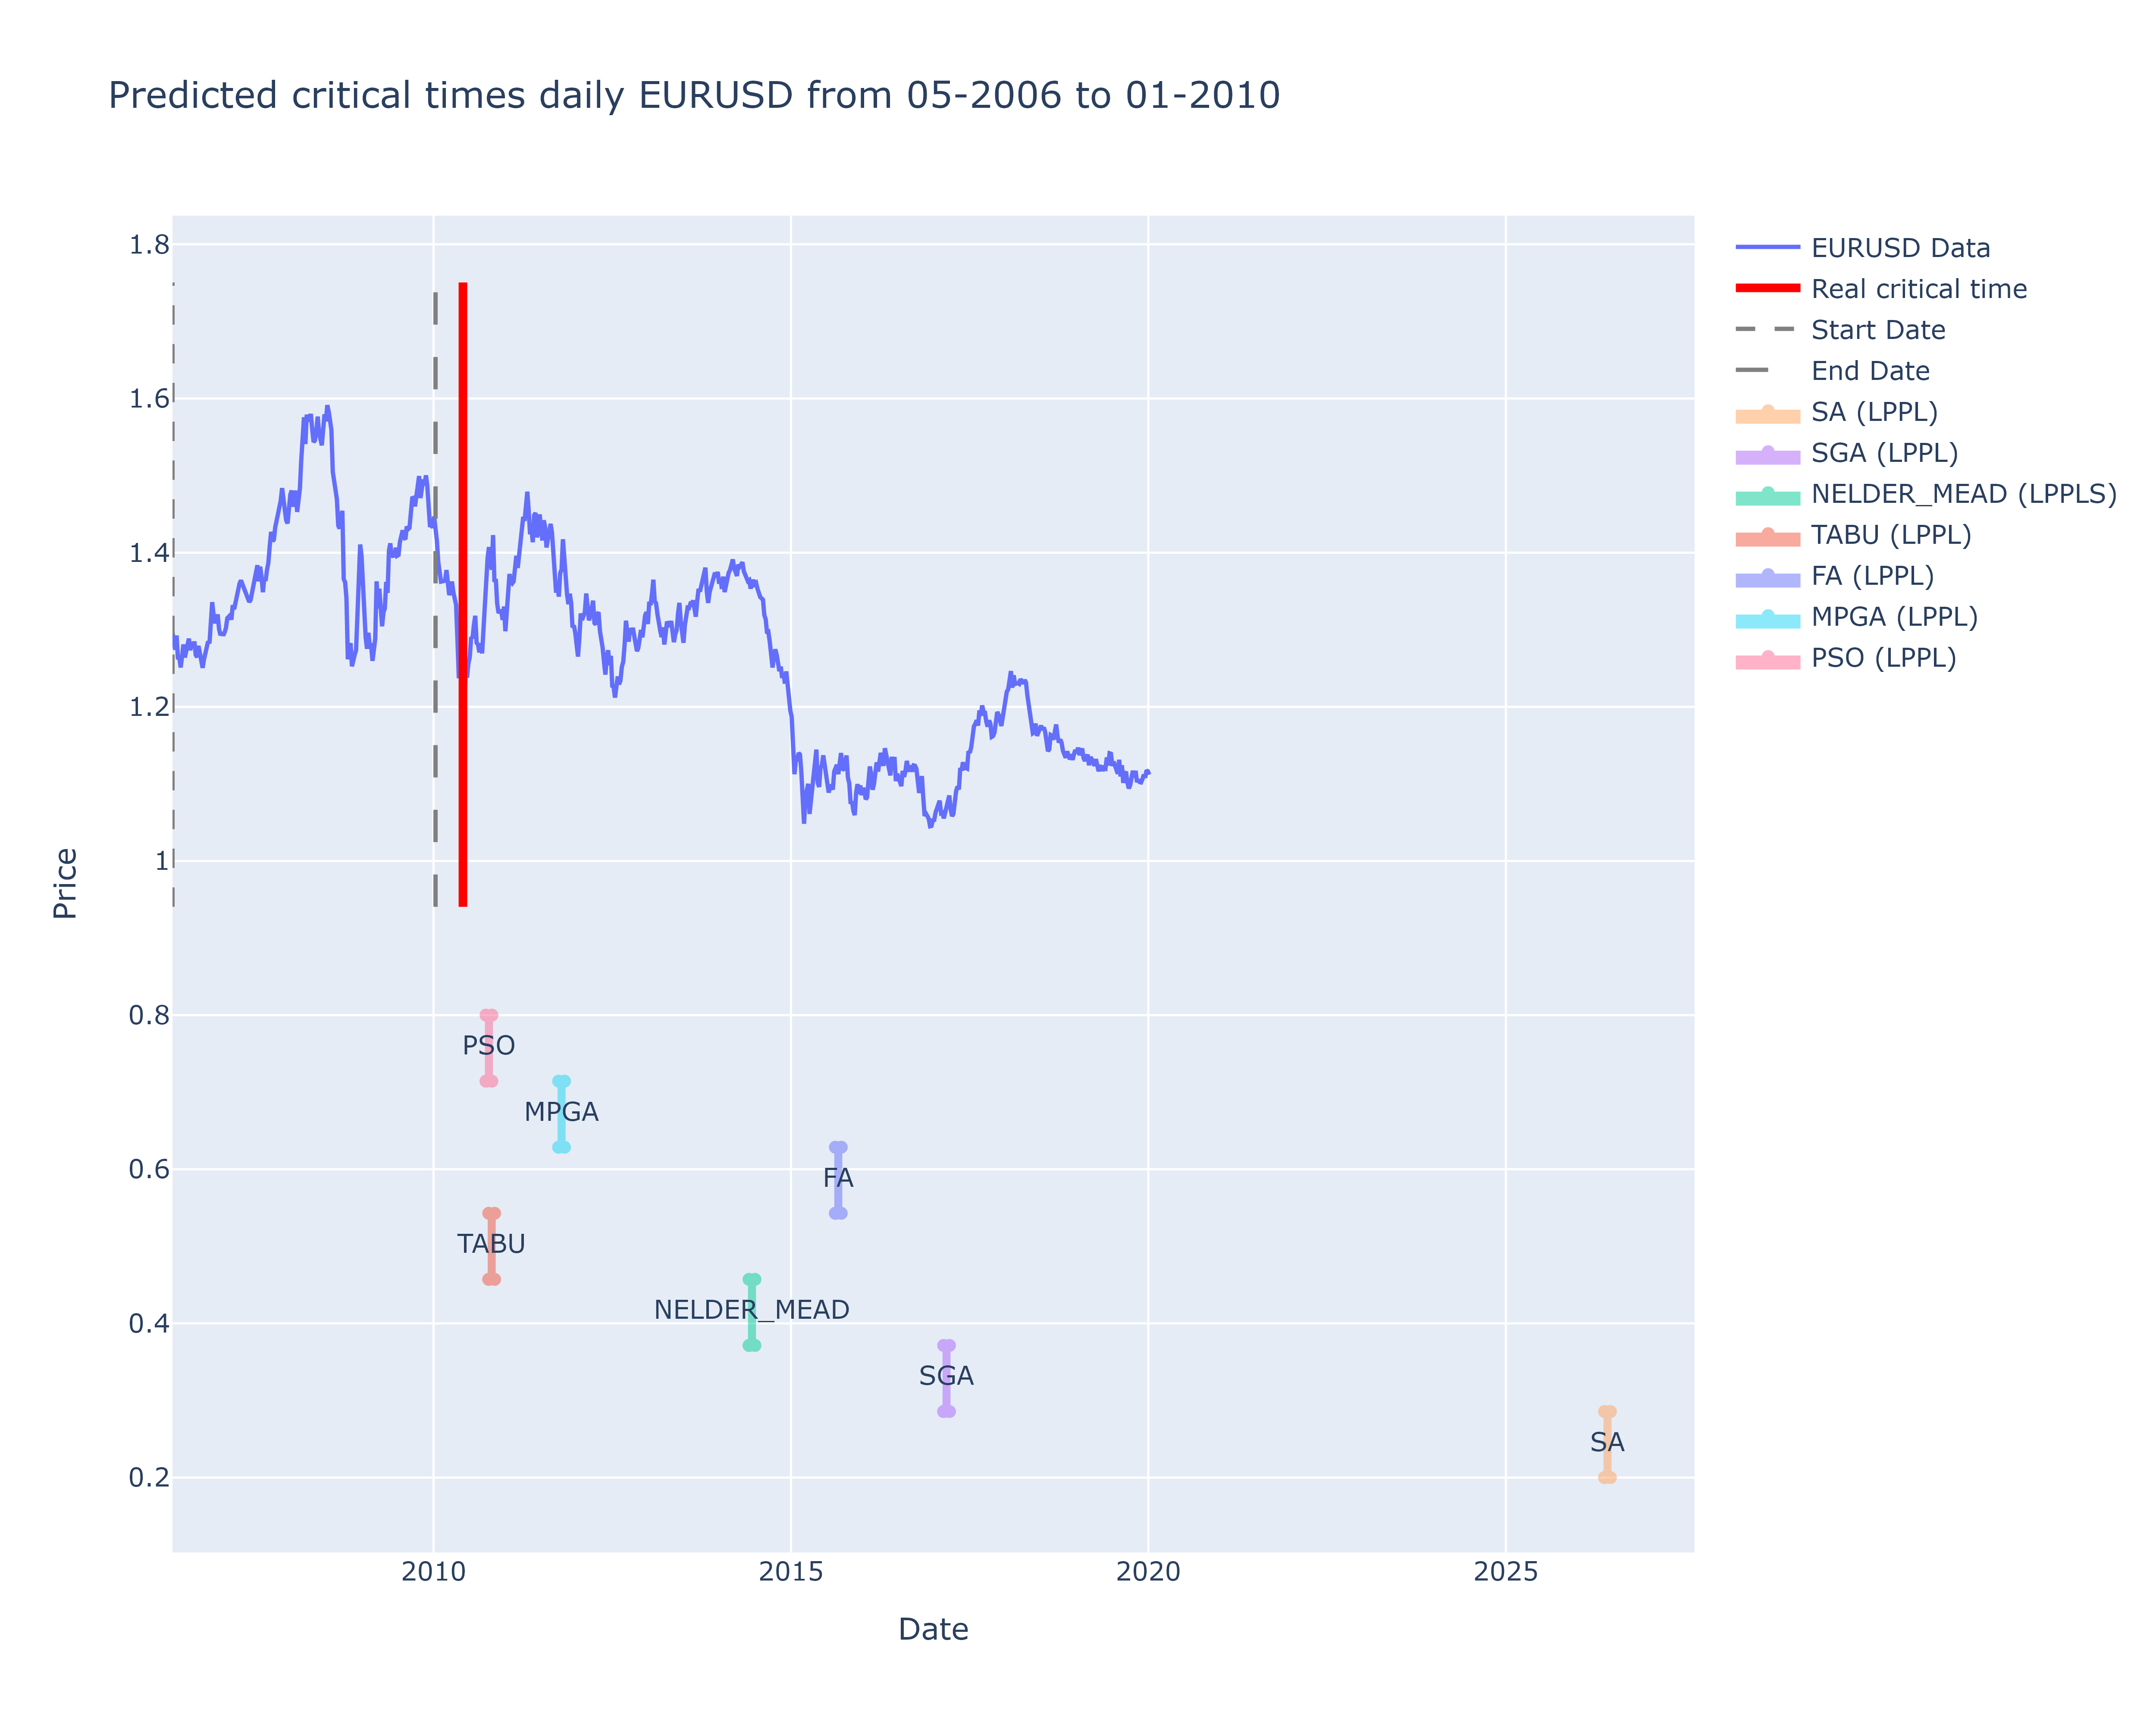 Predicted critical times daily EURUSD from 05-2006 to 01-2010
1.8
1.6
1.4
1.2
1
0.8
0.6
0.4
0.2
Price
2010
2015
2020
2025
Date
PSO
MPGA
FA
TABU
NELDER_MEAD
SGA
SA
EURUSD Data
Real critical time
Start Date
End Date
SA (LPPL)
SGA (LPPL)
NELDER_MEAD (LPPLS)
TABU (LPPL)
FA (LPPL)
MPGA (LPPL)
PSO (LPPL)